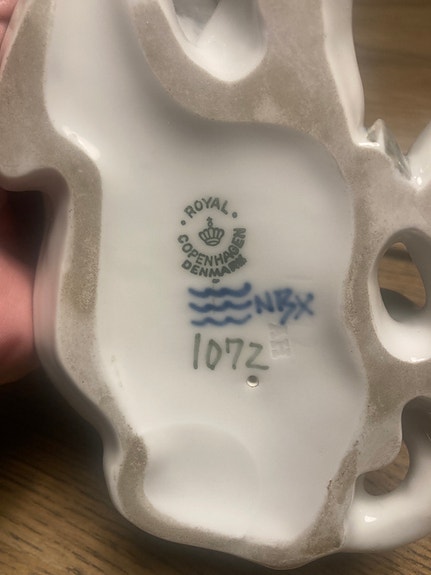 ROYAL
COPENHAGEN
DENMARK
NBX
1072